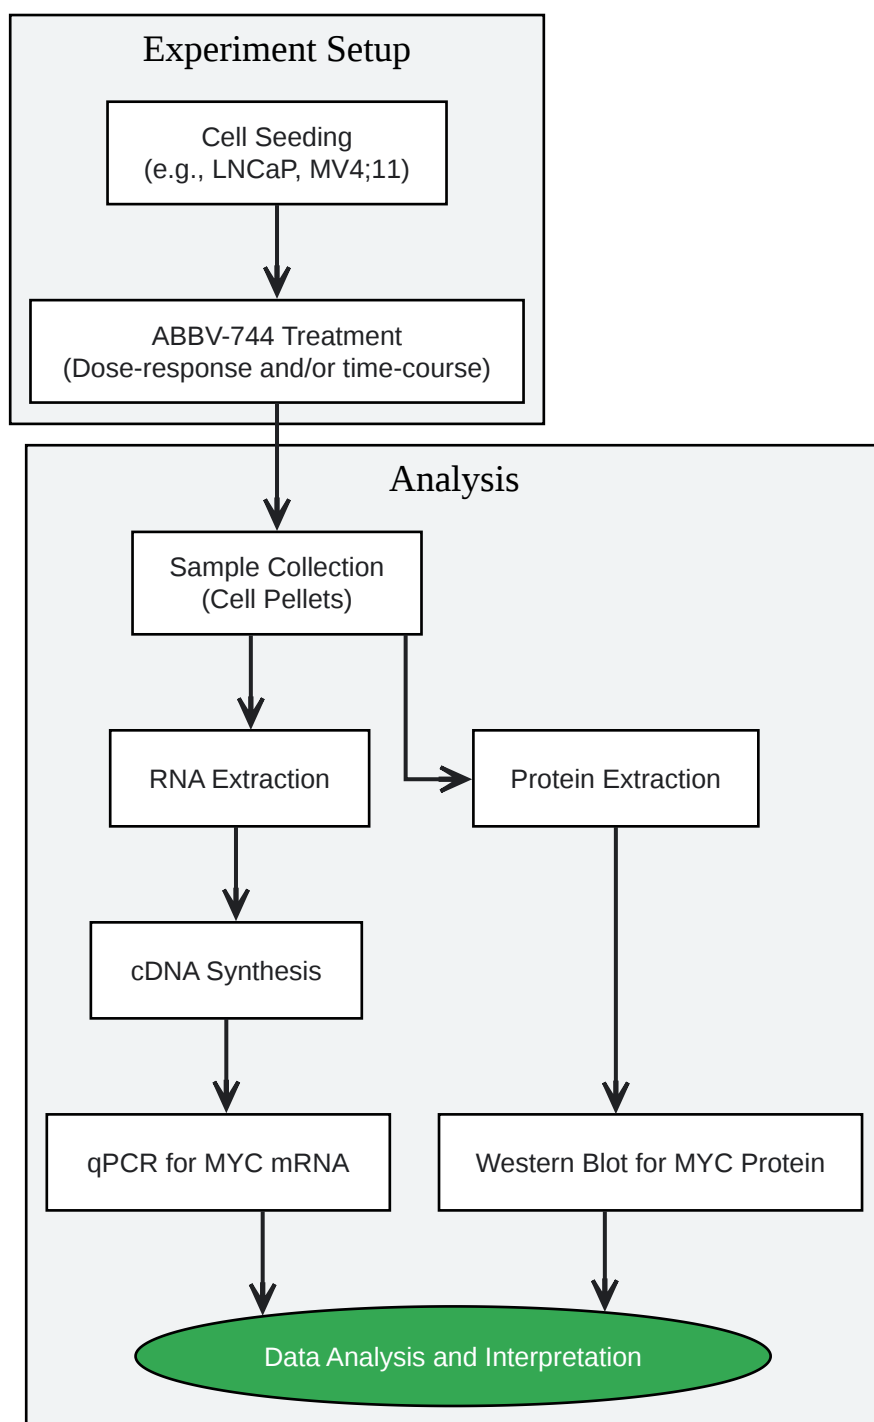 Experiment Setup
Cell Seeding
(e.g., LNCaP, MV4;11)
ABBV-744 Treatment
(Dose-response and/or time-course)
Analysis
Sample Collection
(Cell Pellets)
RNA Extraction
Protein Extraction
cDNA Synthesis
qPCR for MYC mRNA
Western Blot for MYC Protein
Data Analysis and Interpretation